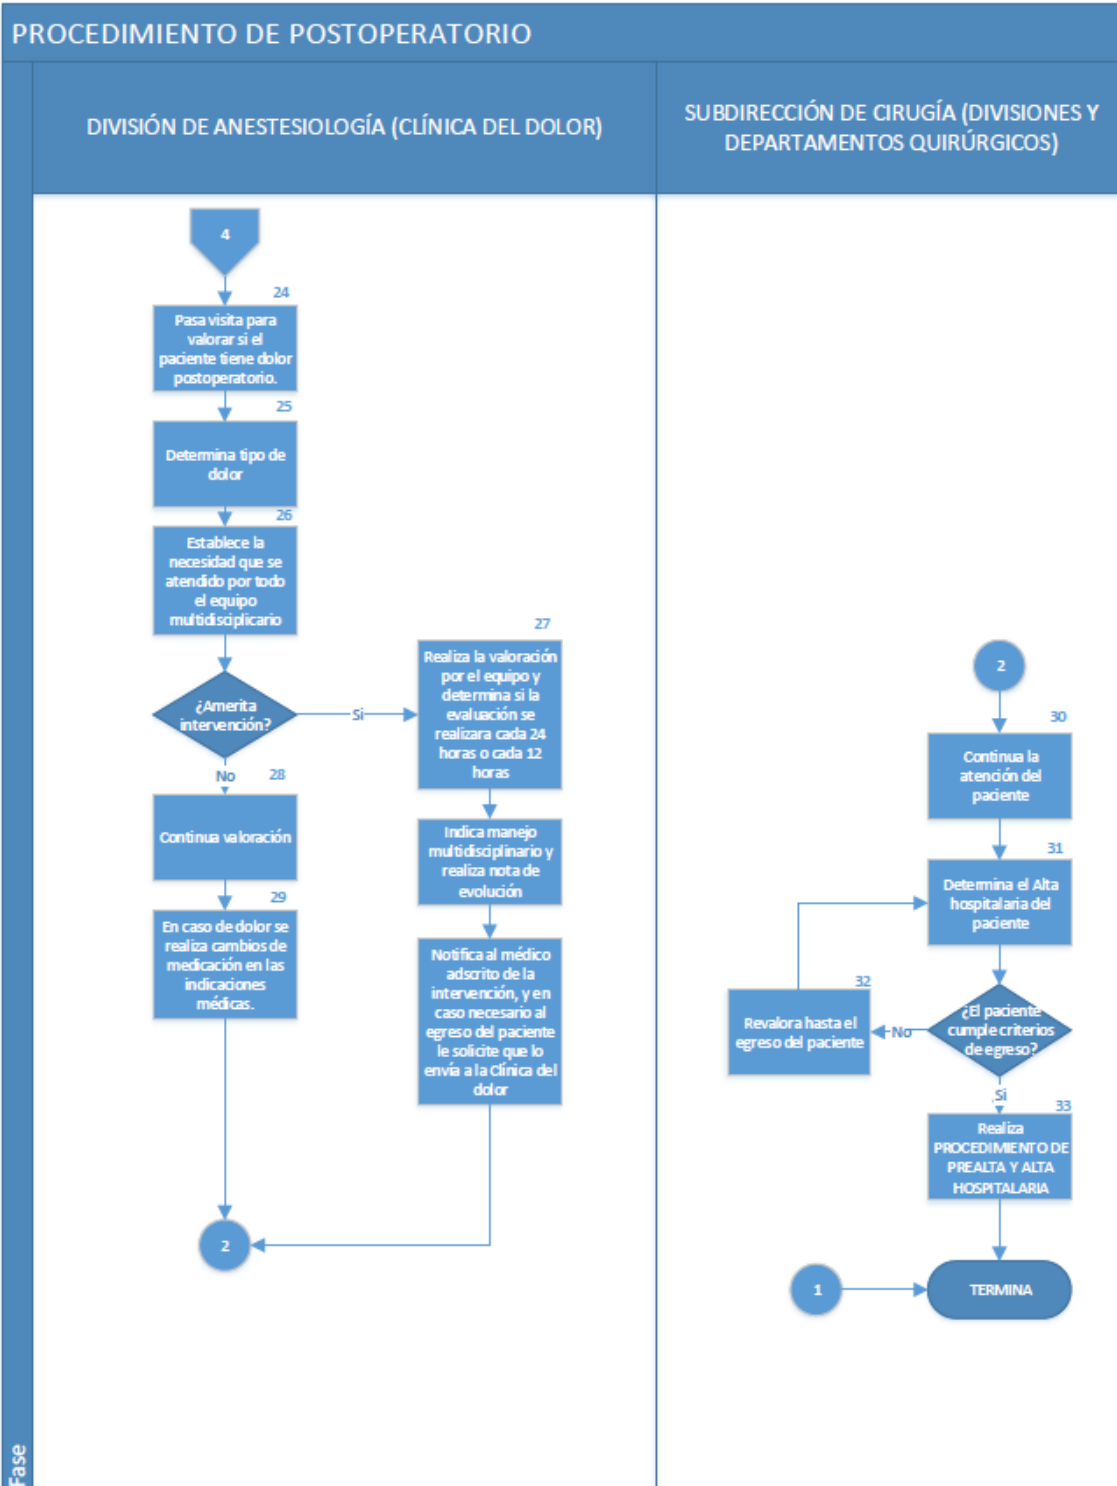 PROCEDIMIENTO DE POSTOPERATORIO
DIVISIÓN DE ANESTESIOLOGÍA (CLÍNICA DEL DOLOR)
SUBDIRECCIÓN DE CIRUGÍA (DIVISIONES Y
DEPARTAMENTOS QUIRÚRGICOS)
4
24
Pasa visita para
valorar si el
paciente tiene dolor
postoperatorio.
25
Determina tipo de
dolor
26
Establece la
necesidad que se
atendido por todo
el equipo
multidisciplicario
¿Amerita
intervención?
Si
No
27
Realiza la valoración
por el equipo y
determina si la
evaluación se
realizara cada 24
horas o cada 12
horas
Indica manejo
multidisciplinario y
realiza nota de
evolución
Notifica al médico
adscrito de la
intervención, y en
caso necesario al
egreso del paciente
le solicite que lo
envía a la Clínica del
dolor
28
Continua valoración
29
En caso de dolor se
realiza cambios de
medicación en las
indicaciones
médicas.
2
2
30
Continua la
atención del
paciente
31
Determina el Alta
hospitalaria del
paciente
¿El paciente
cumple criterios
de egreso?
No
32
Revalora hasta el
egreso del paciente
Si
33
Realiza
PROCEDIMIENTO DE
PREALTA Y ALTA
HOSPITALARIA
1
TERMINA
Fase